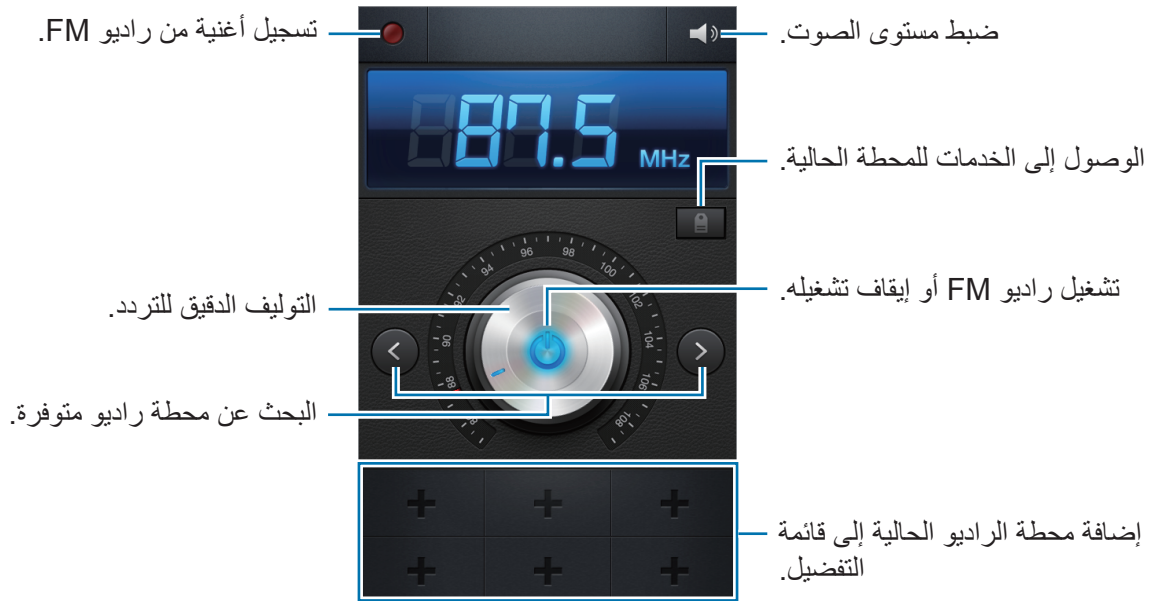 تسجيل أغنية من راديو FM.
ضبط مستوى الصوت.
87.5 MHz
الوصول إلى الخدمات للمحطة الحالية.
تشغيل راديو FM أو إيقاف تشغيله.
التوليف الدقيق للتردد.
88 90 92 94 96 98 100 102 104 106 108
البحث عن محطة راديو متوفرة.
إضافة محطة الراديو الحالية إلى قائمة
التفضيل.